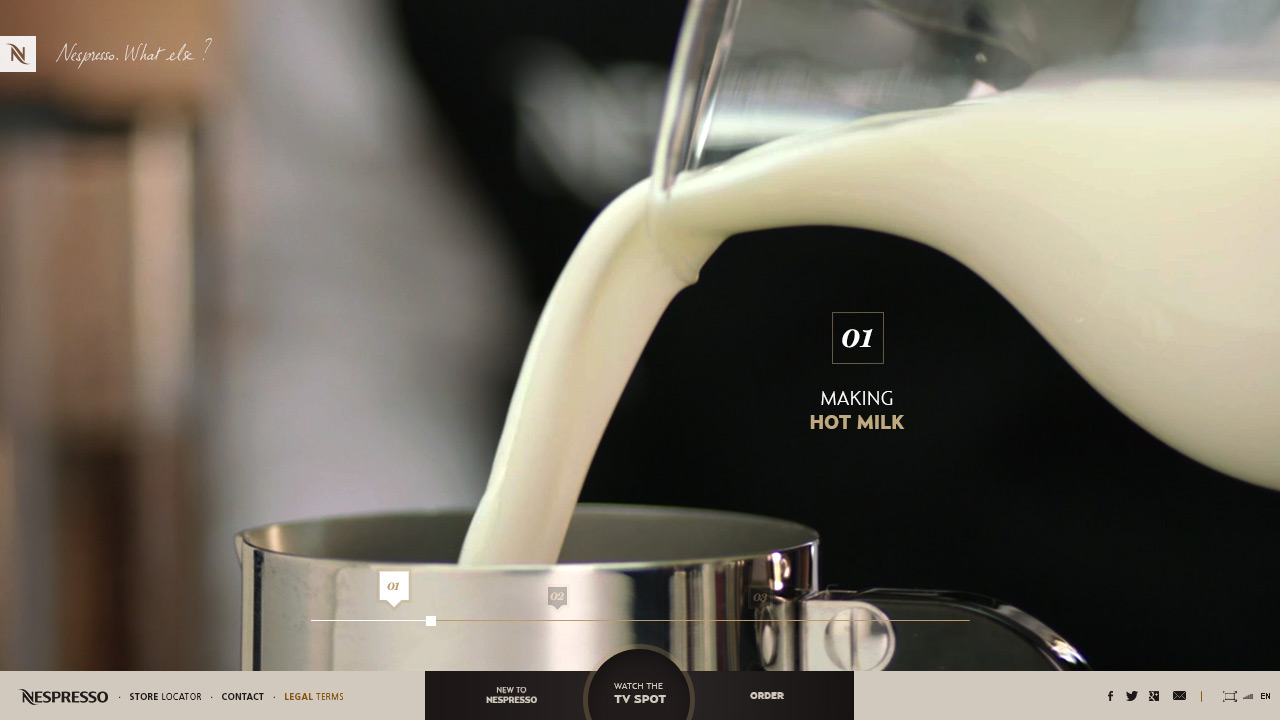 N
Nespresso. What else ?
01
MAKING
HOT MILK
01
02
03
NESPRESSO · STORE LOCATOR · CONTACT · LEGAL TERMS
NEW TO
NESPRESSO
WATCH THE
TV SPOT
ORDER
EN